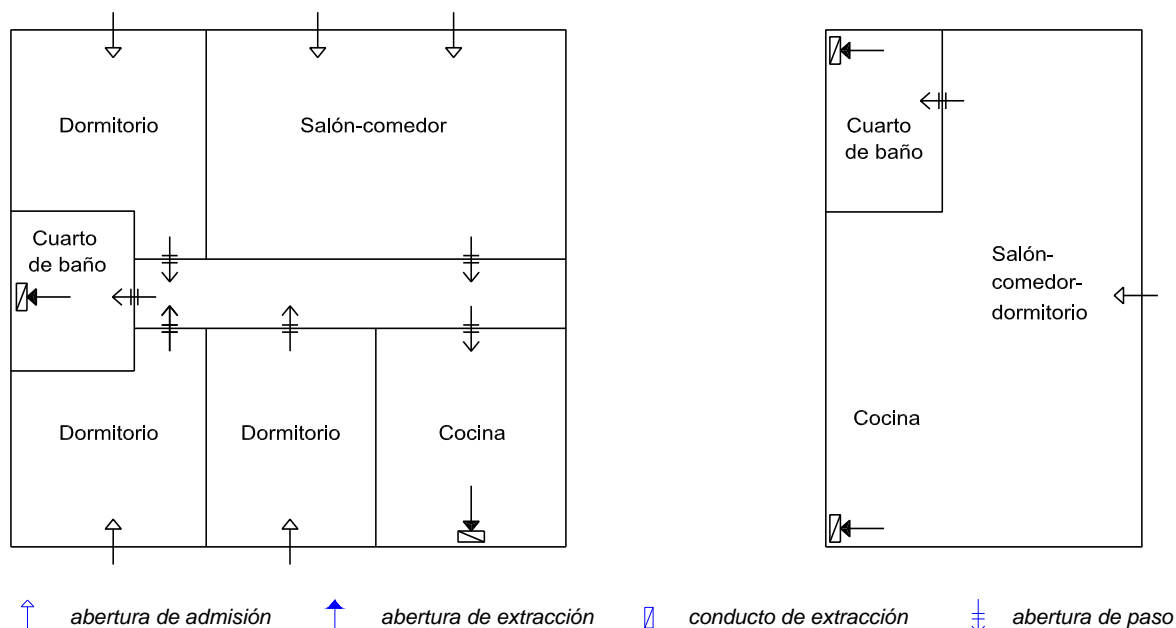 Dormitorio
Salón-comedor
Cuarto
de baño
Dormitorio
Dormitorio
Cocina
Cuarto
de baño
Salón-
comedor-
dormitorio
Cocina
abertura de admisión
abertura de extracción
conducto de extracción
abertura de paso